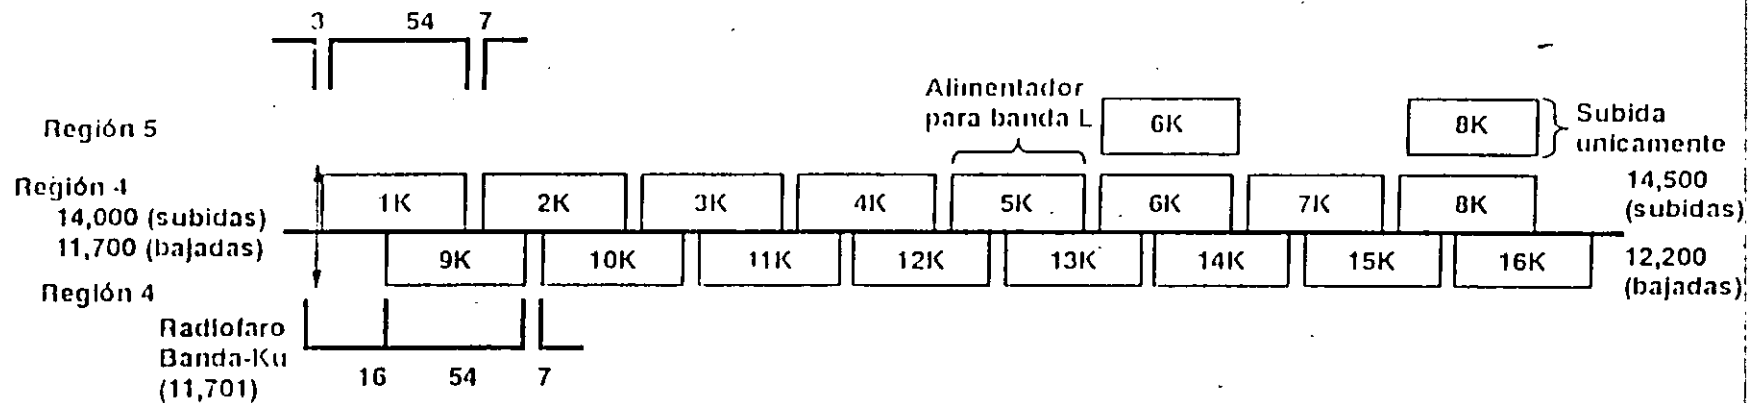 3 54 7
Alimentador
para banda L
Región 5
6K 8K
Subida
unicamente
Región 4
14,000 (subidas)
11,700 (bajadas)
1K 2K 3K 4K 5K 6K 7K 8K
14,500
(subidas)
9K 10K 11K 12K 13K 14K 15K 16K
12,200
(bajadas)
Región 4
Radiofaro
Banda-Ku
(11,701)
16 54 7